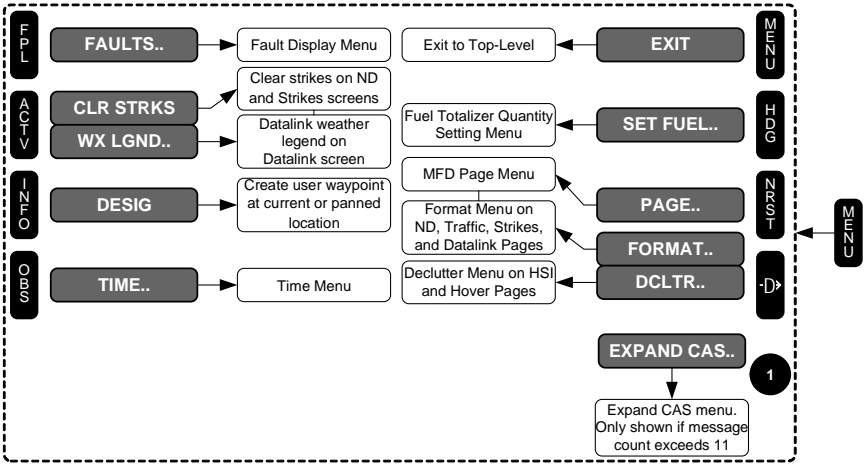 FPL
FAULTS..
Fault Display Menu
Exit to Top-Level
EXIT
MENU
ACTV
CLR STRKS
Clear strikes on ND
and Strikes screens
WX LGND..
Datalink weather
legend on
Datalink screen
Fuel Totalizer Quantity
Setting Menu
SET FUEL..
HDG
INFO
DESIG
Create user waypoint
at current or panned
location
MFD Page Menu
PAGE..
NRST
Format Menu on
ND, Traffic, Strikes,
and Datalink Pages
FORMAT..
MENU
OBS
TIME..
Time Menu
Declutter Menu on HSI
and Hover Pages
DCLTR..
-D->
EXPAND CAS..
1
Expand CAS menu.
Only shown if message
count exceeds 11